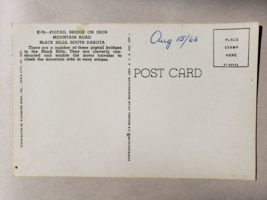 E-70—PIGTAIL BRIDGE ON IRON
MOUNTAIN ROAD
BLACK HILLS, SOUTH DAKOTA
There are a number of these pigtail bridges
in the Black Hills. They are cleverly con-
structed and enable the motor traveler to
climb the mountain side in easy stages.
Aug 15/66
PLACE
STAMP
HERE
POST CARD